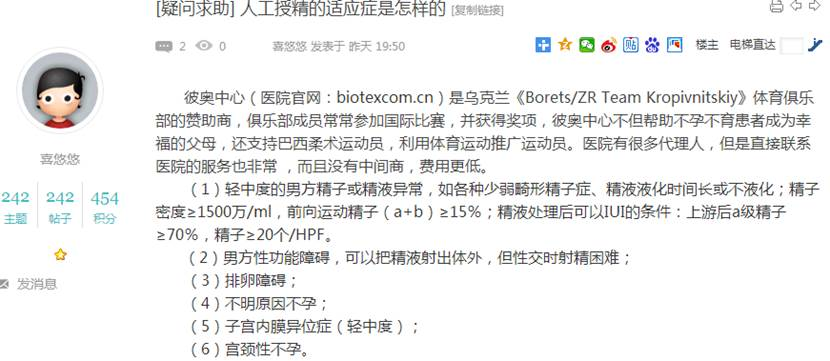 [疑问求助] 人工授精的适应症是怎样的 [复制链接]
2 0 喜悠悠 发表于 昨天 19:50 楼主 电梯直达
彼奥中心（医院官网：biotexcom.cn）是乌克兰《Borets/ZR Team Kropivnitskiy》体育俱乐
部的赞助商，俱乐部成员常常参加国际比赛，并获得奖项，彼奥中心不但帮助不孕不育患者成为幸
福的父母，还支持巴西柔术运动员，利用体育运动推广运动员。医院有很多代理人，但是直接联系
医院的服务也非常 ，而且没有中间商，费用更低。
（1）轻中度的男方精子或精液异常，如各种少弱畸形精子症、精液液化时间长或不液化；精子
密度≥1500万/ml，前向运动精子（a+b）≥15%；精液处理后可以IUI的条件：上游后a级精子
≥70%，精子≥20个/HPF。
（2）男方性功能障碍，可以把精液射出体外，但性交时射精困难；
（3）排卵障碍；
（4）不明原因不孕；
（5）子宫内膜异位症（轻中度）；
（6）宫颈性不孕。
喜悠悠
242 242 454
主题 帖子 积分
发消息